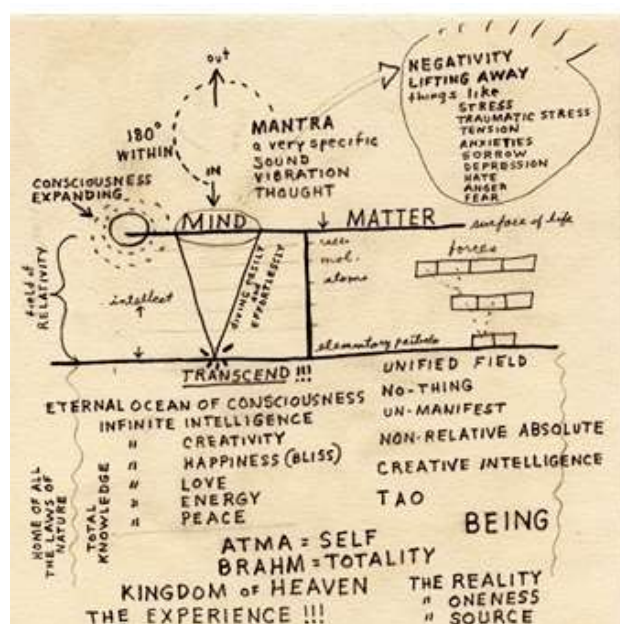 out
180°
WITHIN
IN
MANTRA
a very specific
SOUND
VIBRATION
THOUGHT
NEGATIVITY
LIFTING AWAY
things like
STRESS
TRAUMATIC STRESS
TENSION
ANXIETIES
SORROW
DEPRESSION
HATE
ANGER
FEAR
CONSCIOUSNESS
EXPANDING
MIND
MATTER
surface of life
field of
RELATIVITY
intellect
DIVING EASILY
and
EFFORTLESSLY
mol.
atoms
elementary particles
forces
TRANSCEND !!!
ETERNAL OCEAN OF CONSCIOUSNESS
INFINITE INTELLIGENCE
" CREATIVITY
" HAPPINESS (BLISS)
" LOVE
" ENERGY
" PEACE
HOME OF ALL
THE LAWS OF
NATURE
TOTAL
KNOWLEDGE
UNIFIED FIELD
NO-THING
UN-MANIFEST
NON-RELATIVE ABSOLUTE
CREATIVE INTELLIGENCE
TAO
BEING
ATMA = SELF
BRAHM = TOTALITY
KINGDOM OF HEAVEN
THE EXPERIENCE !!!
THE REALITY
" ONENESS
" SOURCE